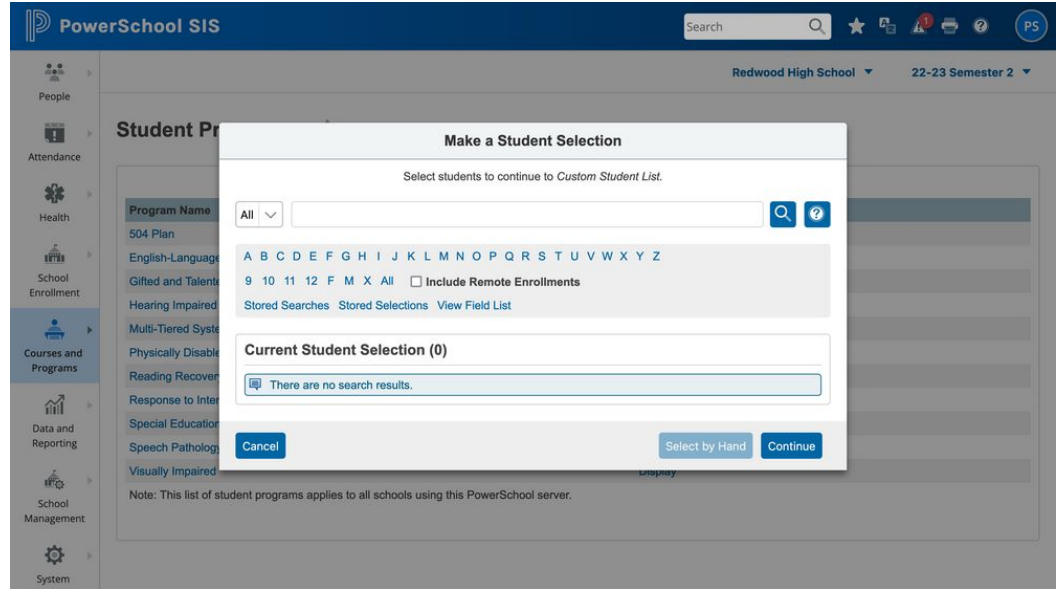 PowerSchool SIS
Search
1
PS
Redwood High School
22-23 Semester 2
People
Attendance
Health
School
Enrollment
Courses and
Programs
Data and
Reporting
School
Management
System
Student Pr
Program Name
504 Plan
English-Language
Gifted and Talente
Hearing Impaired
Multi-Tiered Syste
Physically Disable
Reading Recover
Response to Inter
Special Education
Speech Pathology
Visually Impaired
Display
Note: This list of student programs applies to all schools using this PowerSchool server.
Make a Student Selection
Select students to continue to Custom Student List.
All
A B C D E F G H I J K L M N O P Q R S T U V W X Y Z
9 10 11 12 F M X All Include Remote Enrollments
Stored Searches Stored Selections View Field List
Current Student Selection (0)
There are no search results.
Cancel
Select by Hand
Continue